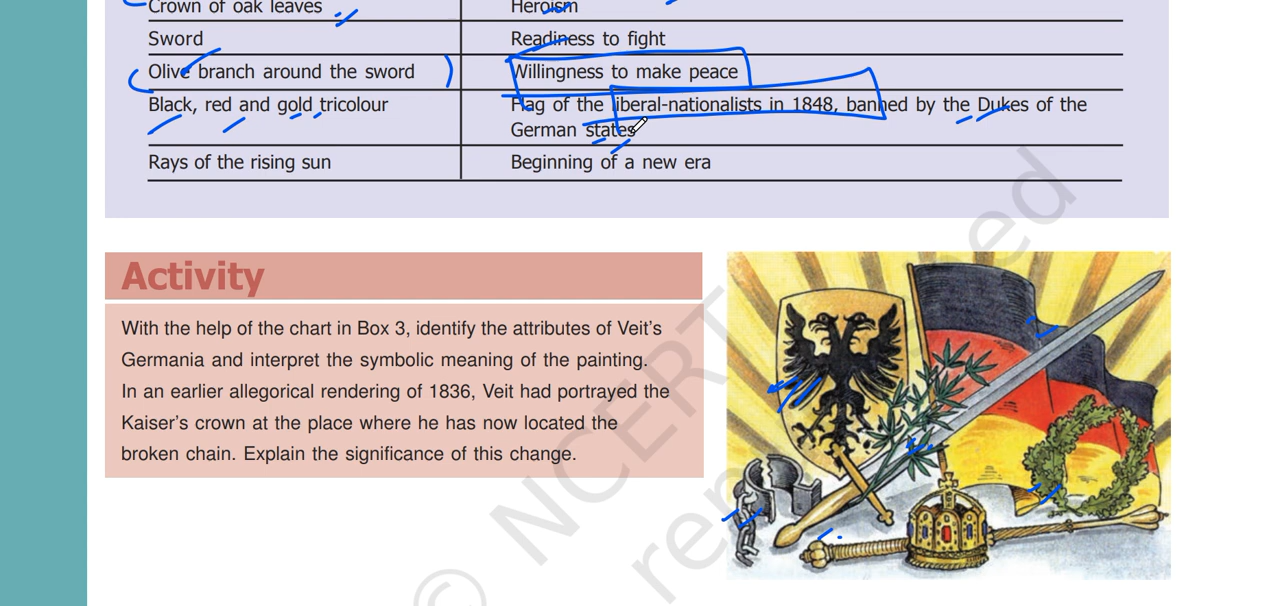 Crown of oak leaves Heroism
Sword Readiness to fight
Olive branch around the sword Willingness to make peace
Black, red and gold tricolour Flag of the liberal-nationalists in 1848, banned by the Dukes of the
German states
Rays of the rising sun Beginning of a new era
Activity
With the help of the chart in Box 3, identify the attributes of Veit's
Germania and interpret the symbolic meaning of the painting.
In an earlier allegorical rendering of 1836, Veit had portrayed the
Kaiser's crown at the place where he has now located the
broken chain. Explain the significance of this change.
© NCERT